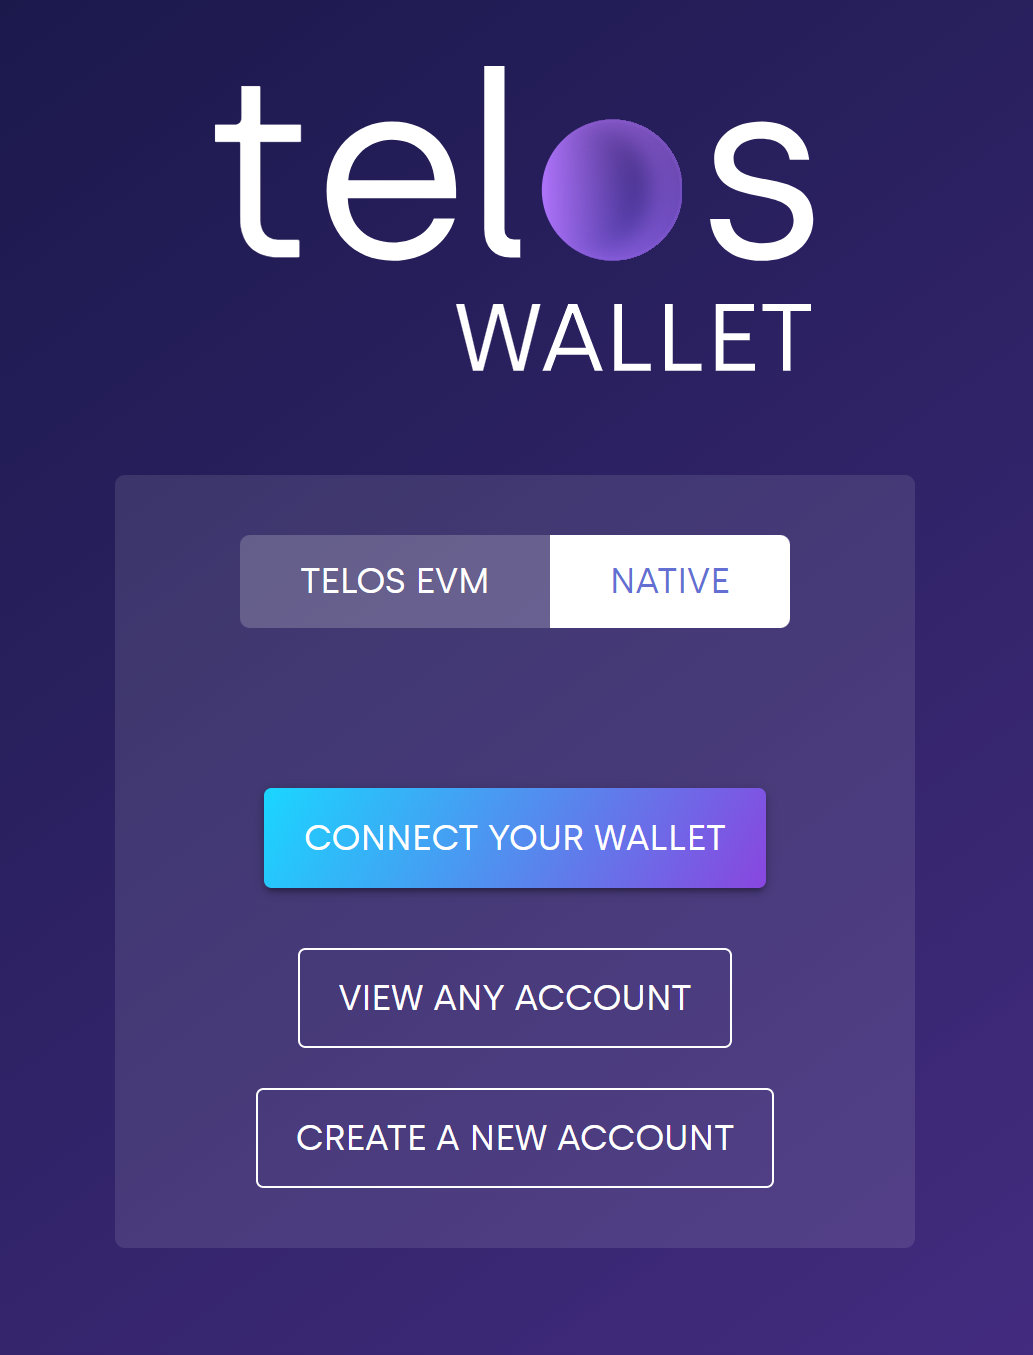 telos
WALLET
TELOS EVM NATIVE
CONNECT YOUR WALLET
VIEW ANY ACCOUNT
CREATE A NEW ACCOUNT